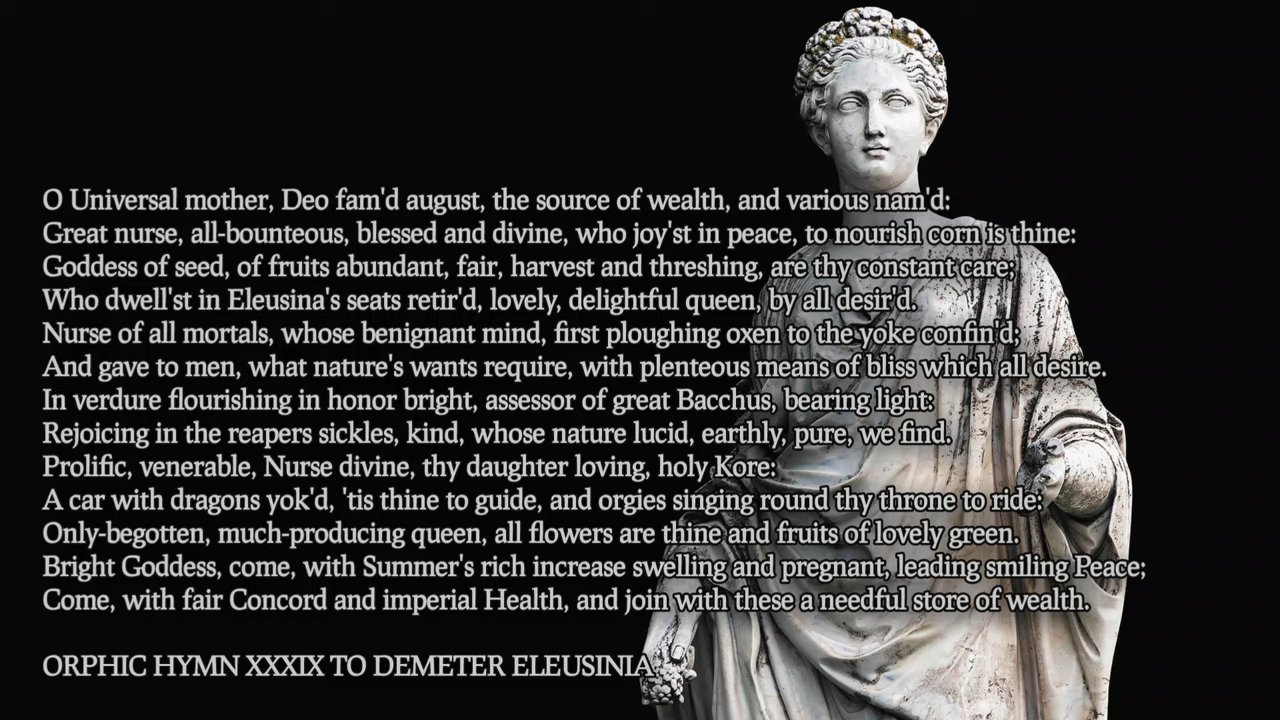 O Universal mother, Deo fam'd august, the source of wealth, and various nam'd:
Great nurse, all-bounteous, blessed and divine, who joy'st in peace, to nourish corn is thine:
Goddess of seed, of fruits abundant, fair, harvest and threshing, are thy constant care;
Who dwell'st in Eleusina's seats retir'd, lovely, delightful queen, by all desir'd.
Nurse of all mortals, whose benignant mind, first ploughing oxen to the yoke confin'd;
And gave to men, what nature's wants require, with plenteous means of bliss which all desire.
In verdure flourishing in honor bright, assessor of great Bacchus, bearing light:
Rejoicing in the reapers sickles, kind, whose nature lucid, earthly, pure, we find.
Prolific, venerable, Nurse divine, thy daughter loving, holy Kore:
A car with dragons yok'd, 'tis thine to guide, and orgies singing round thy throne to ride:
Only-begotten, much-producing queen, all flowers are thine and fruits of lovely green.
Bright Goddess, come, with Summer's rich increase swelling and pregnant, leading smiling Peace;
Come, with fair Concord and imperial Health, and join with these a needful store of wealth.
ORPHIC HYMN XXXIX TO DEMETER ELEUSINIA